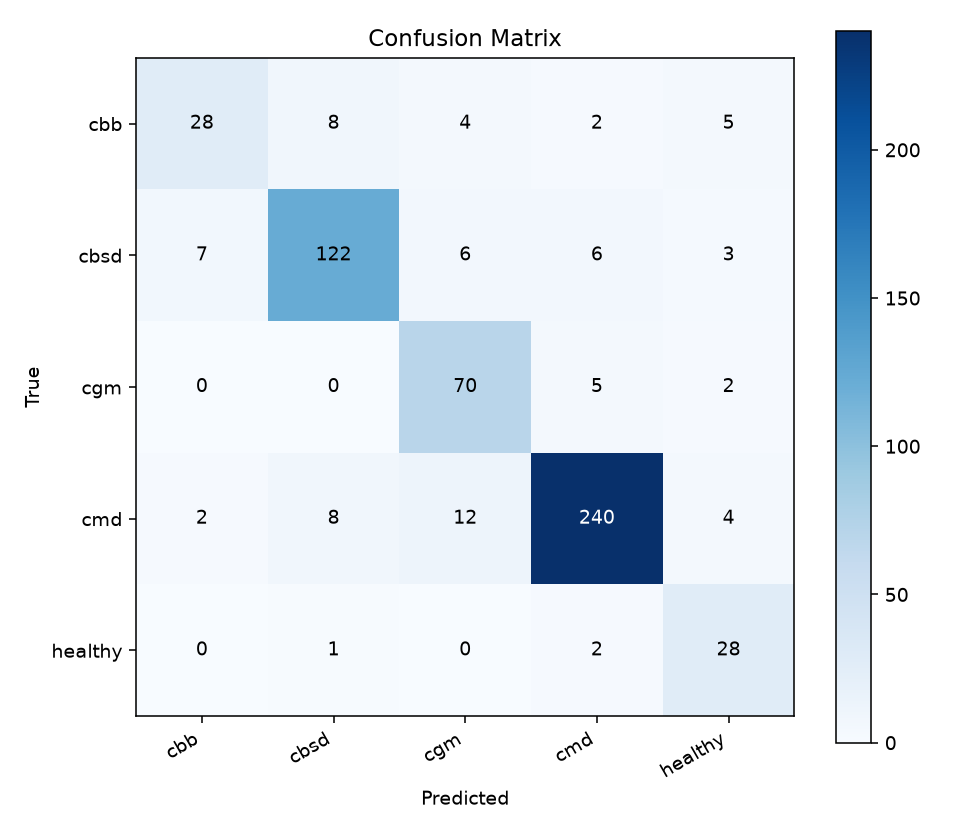 Confusion Matrix
cbb 28 8 4 2 5
cbsd 7 122 6 6 3
cgm 0 0 70 5 2
cmd 2 8 12 240 4
healthy 0 1 0 2 28
True
cbb cbsd cgm cmd healthy
Predicted
200
150
100
50
0